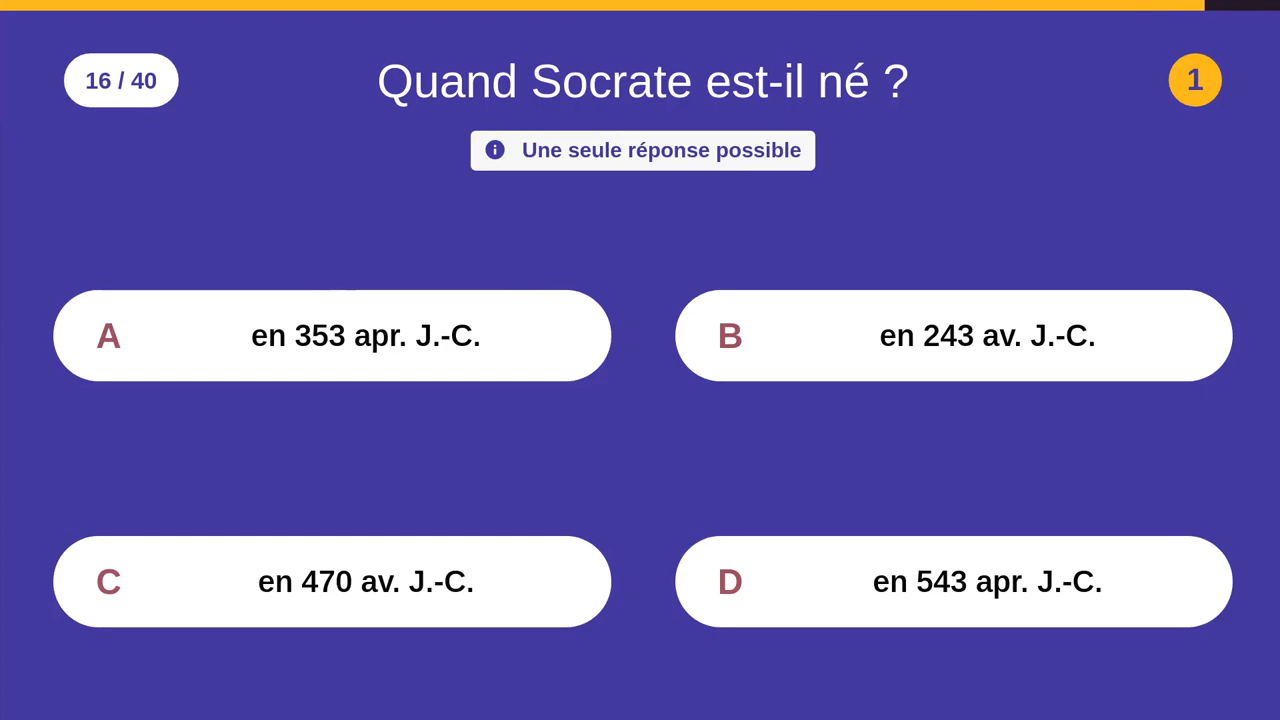 16 / 40
Quand Socrate est-il né ?
1
Une seule réponse possible
A
en 353 apr. J.-C.
B
en 243 av. J.-C.
C
en 470 av. J.-C.
D
en 543 apr. J.-C.